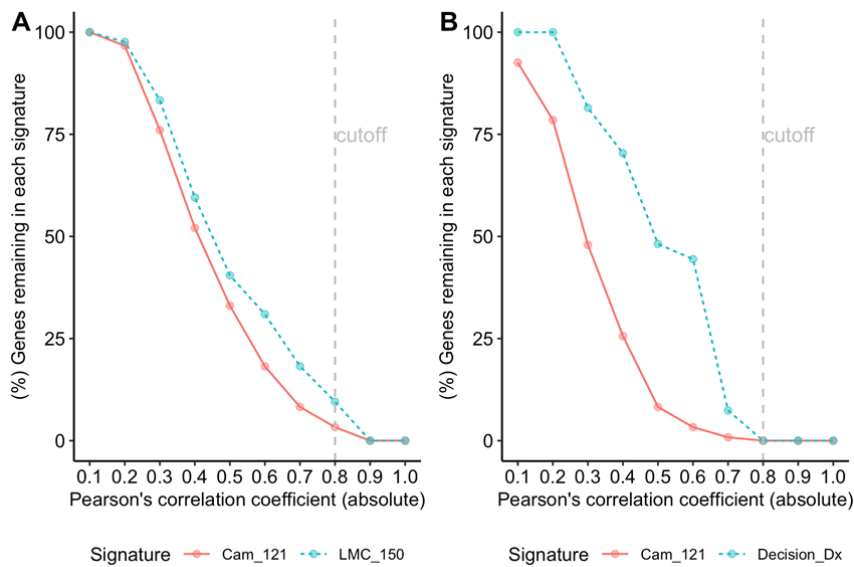 A
(%) Genes remaining in each signature
100
75
50
25
0
cutoff
0.1 0.2 0.3 0.4 0.5 0.6 0.7 0.8 0.9 1.0
Pearson's correlation coefficient (absolute)
Signature Cam_121 LMC_150
B
(%) Genes remaining in each signature
100
75
50
25
0
cutoff
0.1 0.2 0.3 0.4 0.5 0.6 0.7 0.8 0.9 1.0
Pearson's correlation coefficient (absolute)
Signature Cam_121 Decision_Dx